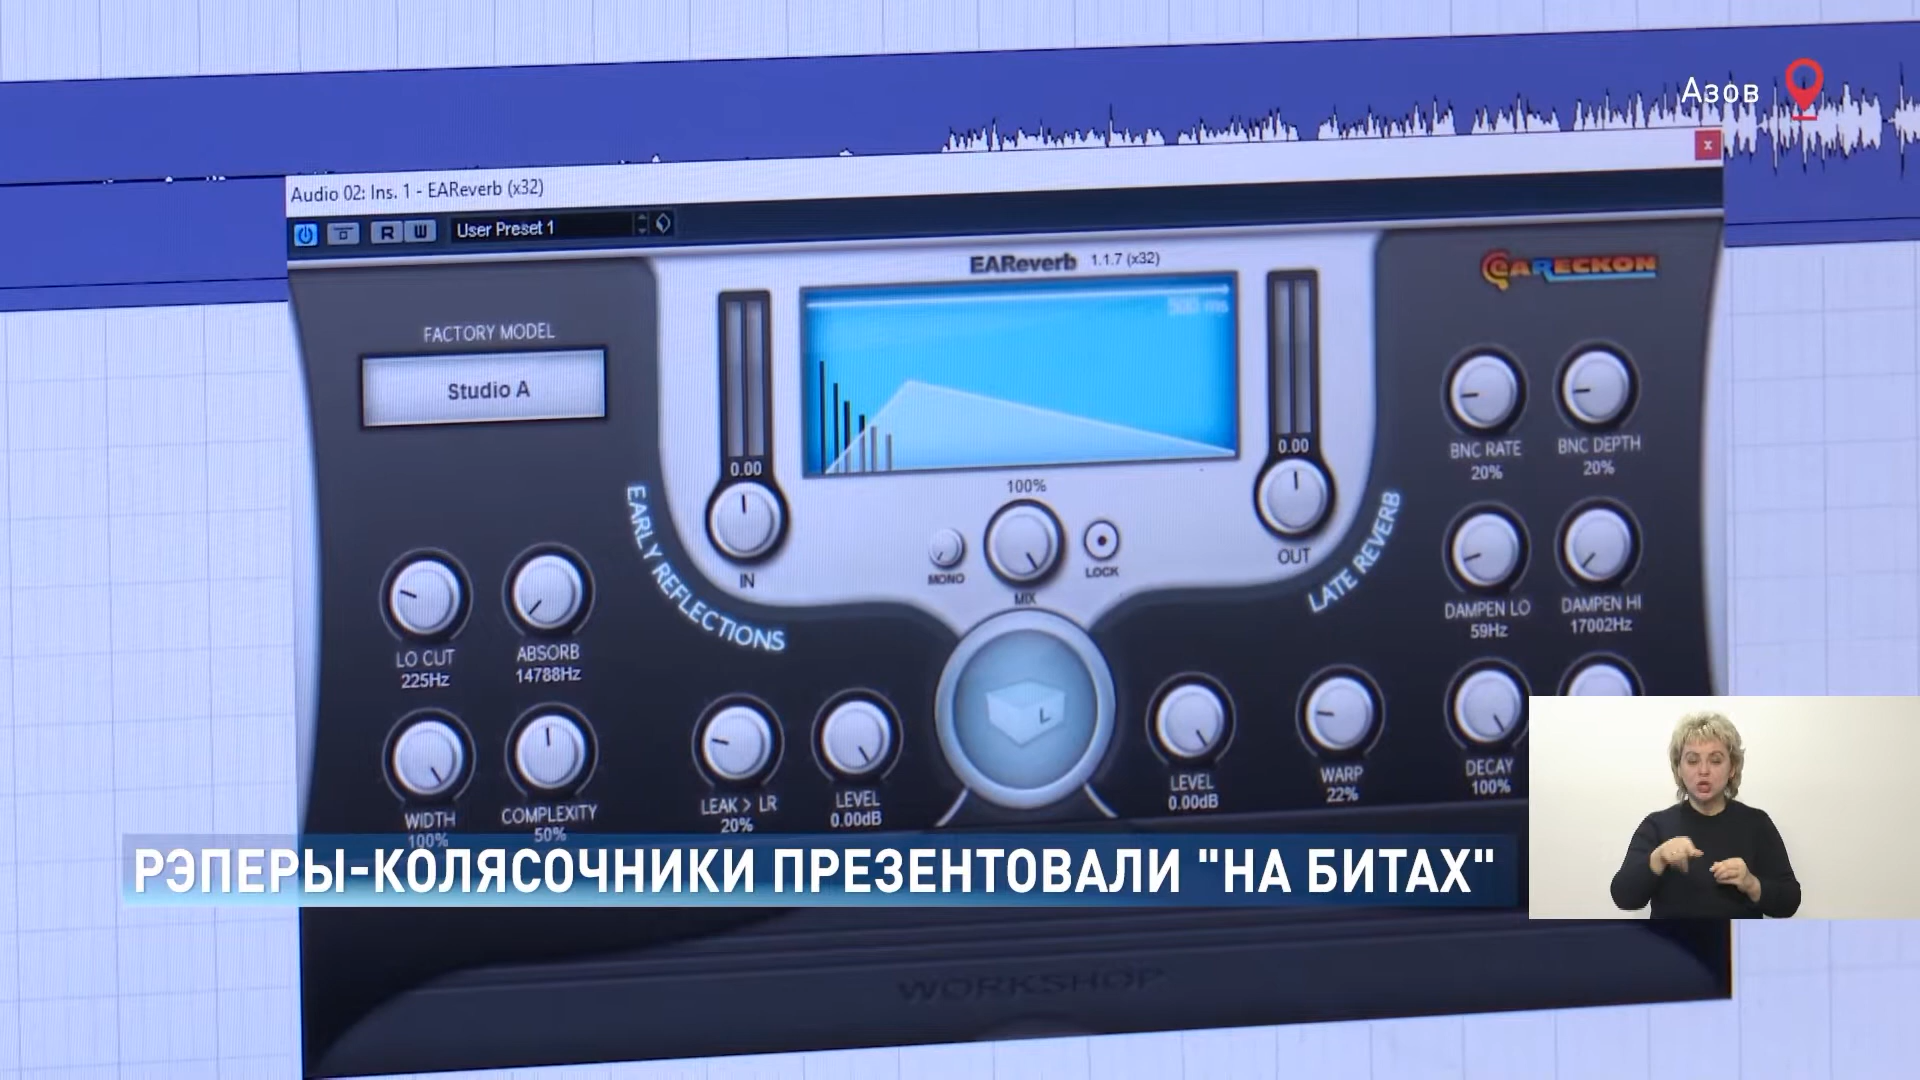 Азов
Audio 02: Ins. 1 - EAReverb (x32)
R W User Preset 1
EAReverb 1.1.7 (x32)
eaReckon
500 ms
FACTORY MODEL
Studio A
0.00
IN
100%
MONO
MIX
LOCK
0.00
OUT
EARLY REFLECTIONS
LATE REVERB
BNC RATE
20%
BNC DEPTH
20%
DAMPEN LO
59Hz
DAMPEN HI
17002Hz
LO CUT
225Hz
ABSORB
14788Hz
WIDTH
100%
COMPLEXITY
50%
LEAK > LR
20%
LEVEL
0.00dB
L
LEVEL
0.00dB
WARP
22%
DECAY
100%
РЭПЕРЫ-КОЛЯСОЧНИКИ ПРЕЗЕНТОВАЛИ "НА БИТАХ"
WORKSHOP